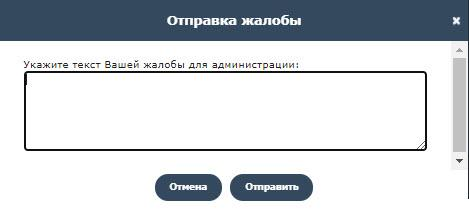 Отправка жалобы
Укажите текст Вашей жалобы для администрации:
Отмена Отправить